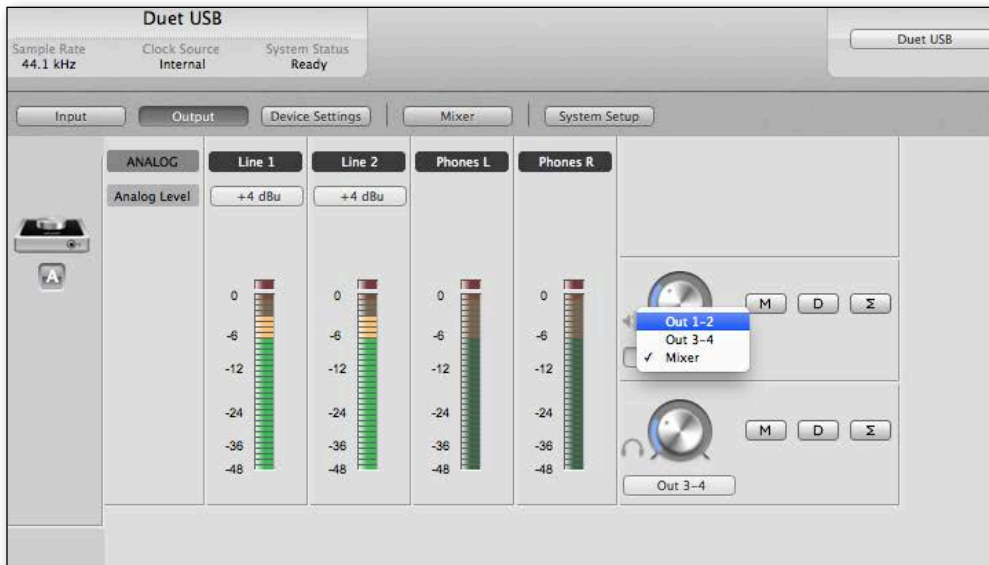 Duet USB
Sample Rate Clock Source System Status
44.1 kHz Internal Ready
Duet USB
Input Output Device Settings Mixer System Setup
ANALOG Line 1 Line 2 Phones L Phones R
Analog Level +4 dBu +4 dBu
A
0 0 0 0
-6 -6 -6 -6
-12 -12 -12 -12
-24 -24 -24 -24
-36 -36 -36 -36
-48 -48 -48 -48
M D Σ
Out 1-2
Out 3-4
✓ Mixer
M D Σ
Out 3-4